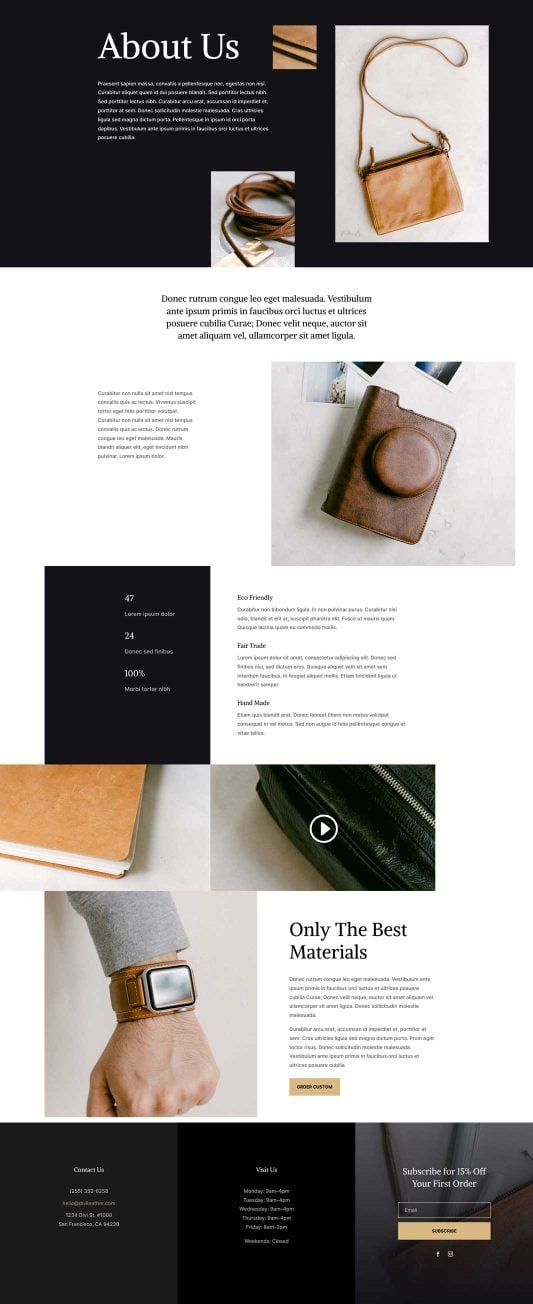 About Us
Praesent sapien massa, convallis a pellentesque nec, egestas non nisi.
Curabitur aliquet quam id dui posuere blandit. Sed porttitor lectus nibh.
Sed porttitor lectus nibh. Curabitur arcu erat, accumsan id imperdiet et,
porttitor at sem. Donec sollicitudin molestie malesuada. Cras ultricies
ligula sed magna dictum porta. Pellentesque in ipsum id orci porta
dapibus. Vestibulum ante ipsum primis in faucibus orci luctus et ultrices
posuere cubilia.
Donec rutrum congue leo eget malesuada. Vestibulum
ante ipsum primis in faucibus orci luctus et ultrices
posuere cubilia Curae; Donec velit neque, auctor sit
amet aliquam vel, ullamcorper sit amet ligula.
Curabitur non nulla sit amet nisl tempus
convallis quis ac lectus. Vivamus suscipit
tortor eget felis porttitor volutpat.
Curabitur non nulla sit amet nisl tempus
convallis quis ac lectus. Donec rutrum
congue leo eget malesuada. Mauris
blandit aliquet elit, eget tincidunt nibh
pulvinar. Lorem ipsum dolor.
47
Lorem ipsum dolor
24
Donec sed finibus
100%
Morbi tortor nibh
Eco Friendly
Curabitur non bibendum ligula. In non pulvinar purus. Curabitur nisi
odio, blandit et elit at, suscipit pharetra elit. Fusce ut mauris quam.
Quisque lacinia quam eu commodo mollis.
Fair Trade
Lorem ipsum dolor sit amet, consectetur adipiscing elit. Donec
finibus nisi, sed dictum eros. Quisque aliquet velit sit amet sem
interdum faucibus. In feugiat aliquet mollis. Etiam tincidunt ligula ut
hendrerit semper.
Hand Made
Etiam quis blandit erat. Donec laoreet libero non metus volutpat
consequat in vel metus. Sed non augue id felis pellentesque congue et
vitae tellus.
Only The Best
Materials
Donec rutrum congue leo eget malesuada. Vestibulum
ante ipsum primis in faucibus orci luctus et ultrices posuere
cubilia Curae; Donec velit neque, auctor sit amet aliquam vel,
ullamcorper sit amet ligula. Donec sollicitudin molestie
malesuada.
Curabitur arcu erat, accumsan id imperdiet et, porttitor at
sem. Cras ultricies ligula sed magna dictum porta. Proin eget
tortor risus. Donec sollicitudin molestie malesuada.
Vestibulum ante ipsum primis in faucibus orci luctus et
ultrices posuere cubilia
ORDER CUSTOM
Contact Us
(255) 352-6258
hello@divileather.com
1234 Divi St. #1000
San Francisco, CA 94220
Visit Us
Monday: 9am–4pm
Tuesday: 9am–4pm
Wednesday: 9am–4pm
Thursday: 9am–4pm
Friday: 8am–2pm
Weekends: Closed
Subscribe for 15% Off
Your First Order
Email
SUBSCRIBE